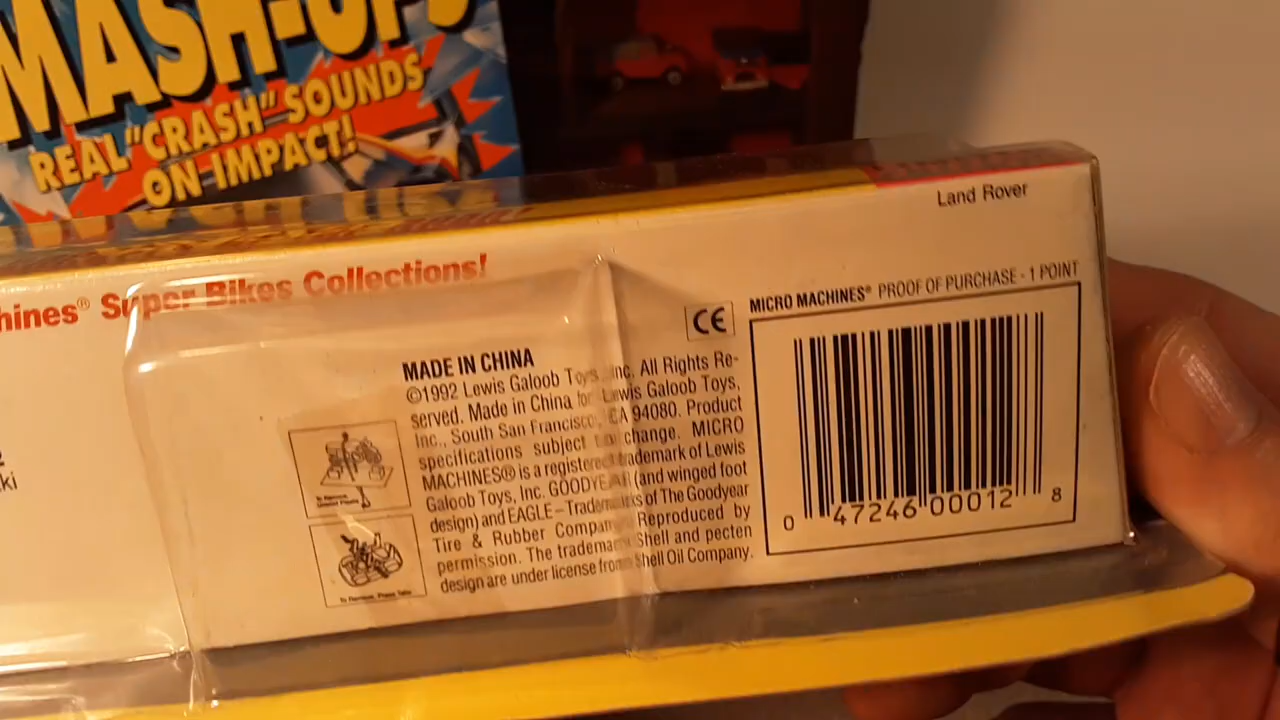 MASH-UPS
REAL "CRASH" SOUNDS
ON IMPACT!
Land Rover
hines® Super Bikes Collections!
MICRO MACHINES® PROOF OF PURCHASE - 1 POINT
CE
MADE IN CHINA
©1992 Lewis Galoob Toys, Inc. All Rights Re-
served. Made in China for Lewis Galoob Toys,
Inc., South San Francisco, CA 94080. Product
specifications subject to change. MICRO
MACHINES® is a registered trademark of Lewis
Galoob Toys, Inc. GOODYEAR (and winged foot
design) and EAGLE – Trademarks of The Goodyear
Tire & Rubber Company. Reproduced by
permission. The trademark Shell and pecten
design are under license from Shell Oil Company.
ki
0 47246 00012 8